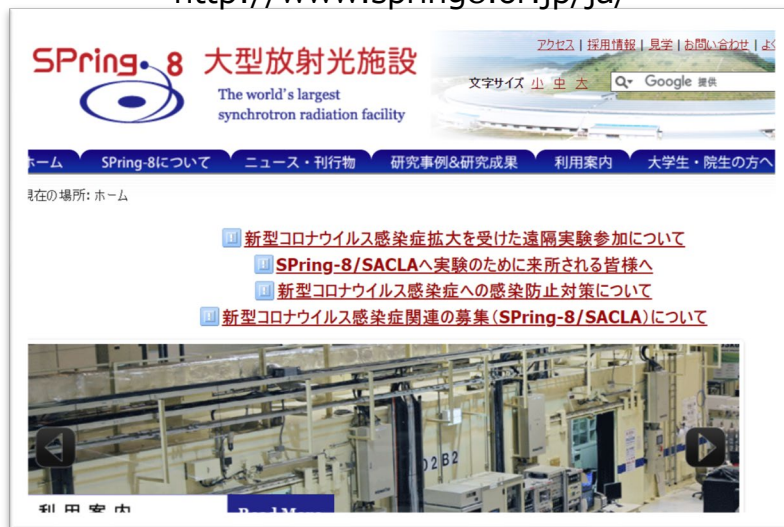 http://www.spring8.or.jp/ja/
アクセス | 採用情報 | 見学 | お問い合わせ | よく
SPring-8 大型放射光施設
The world's largest
synchrotron radiation facility
文字サイズ 小 中 大 Google 提供
ホーム SPring-8について ニュース・刊行物 研究事例&研究成果 利用案内 大学生・院生の方へ
現在の場所: ホーム
新型コロナウイルス感染症拡大を受けた遠隔実験参加について
SPring-8/SACLAへ実験のために来所される皆様へ
新型コロナウイルス感染症への感染防止対策について
新型コロナウイルス感染症関連の募集(SPring-8/SACLA)について
02B2
利用案内 Read More